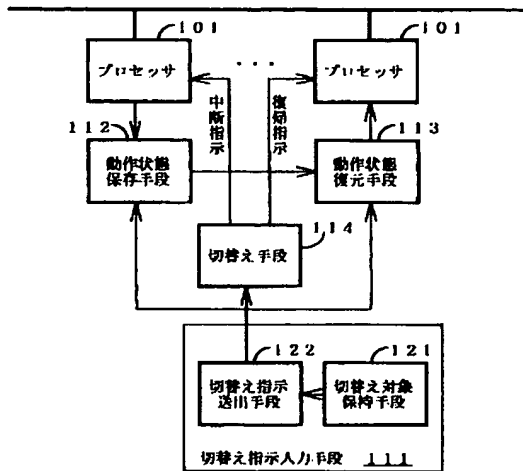 １０１
１０１
プロセッサ
・・・
プロセッサ
中断指示
復帰指示
１１２
１１３
動作状態
保存手段
動作状態
復元手段
１１４
切替え手段
１２２
１２１
切替え指示
送出手段
切替え対象
保持手段
切替え指示入力手段
１１１